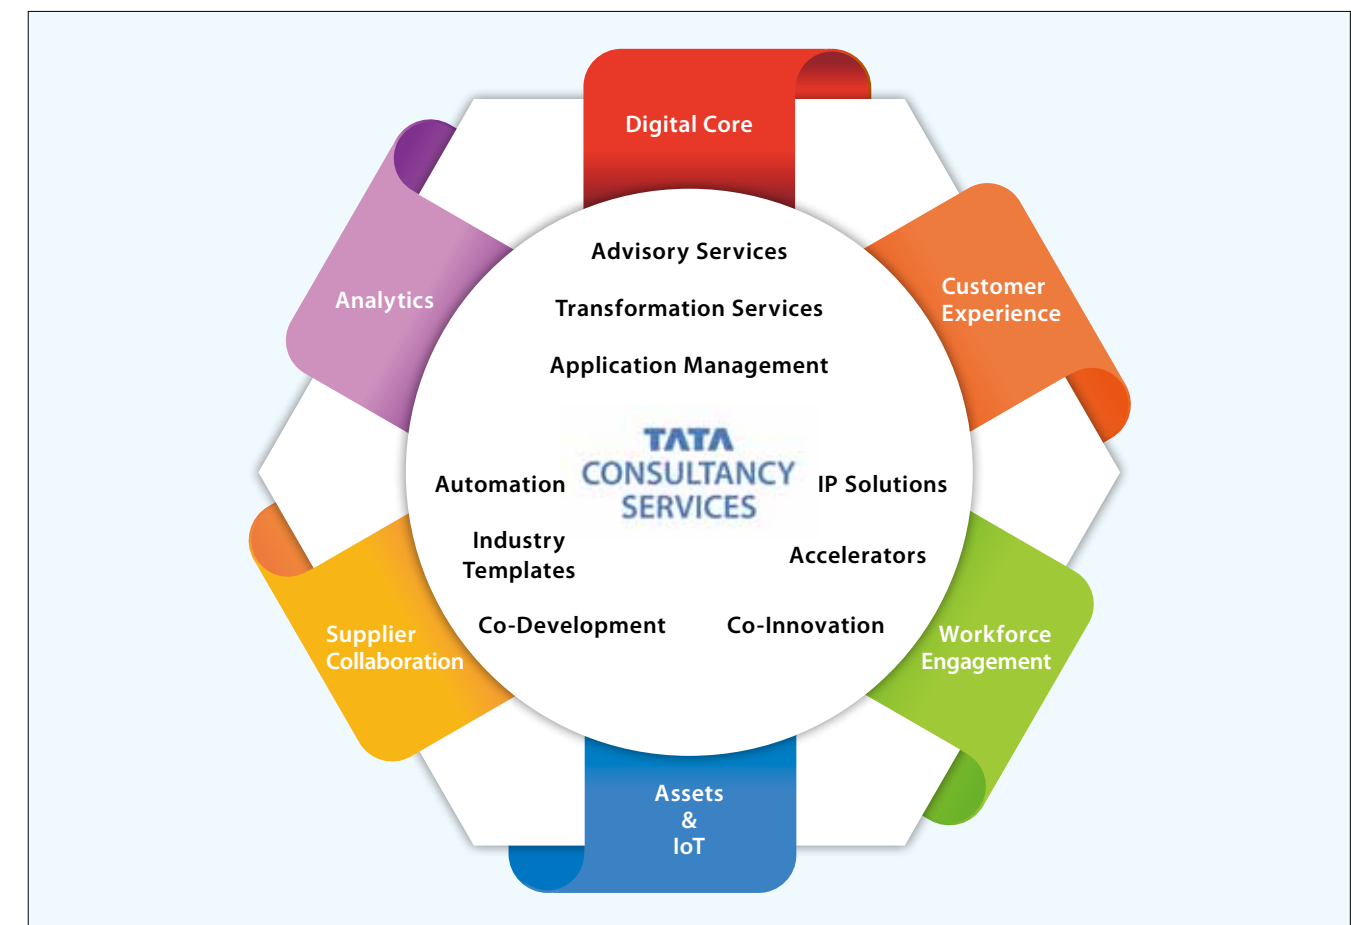 Digital Core
Analytics
Customer
Experience
Advisory Services
Transformation Services
Application Management
TATA
CONSULTANCY
SERVICES
Automation
IP Solutions
Industry
Templates
Accelerators
Co-Development
Co-Innovation
Supplier
Collaboration
Workforce
Engagement
Assets
&
IoT